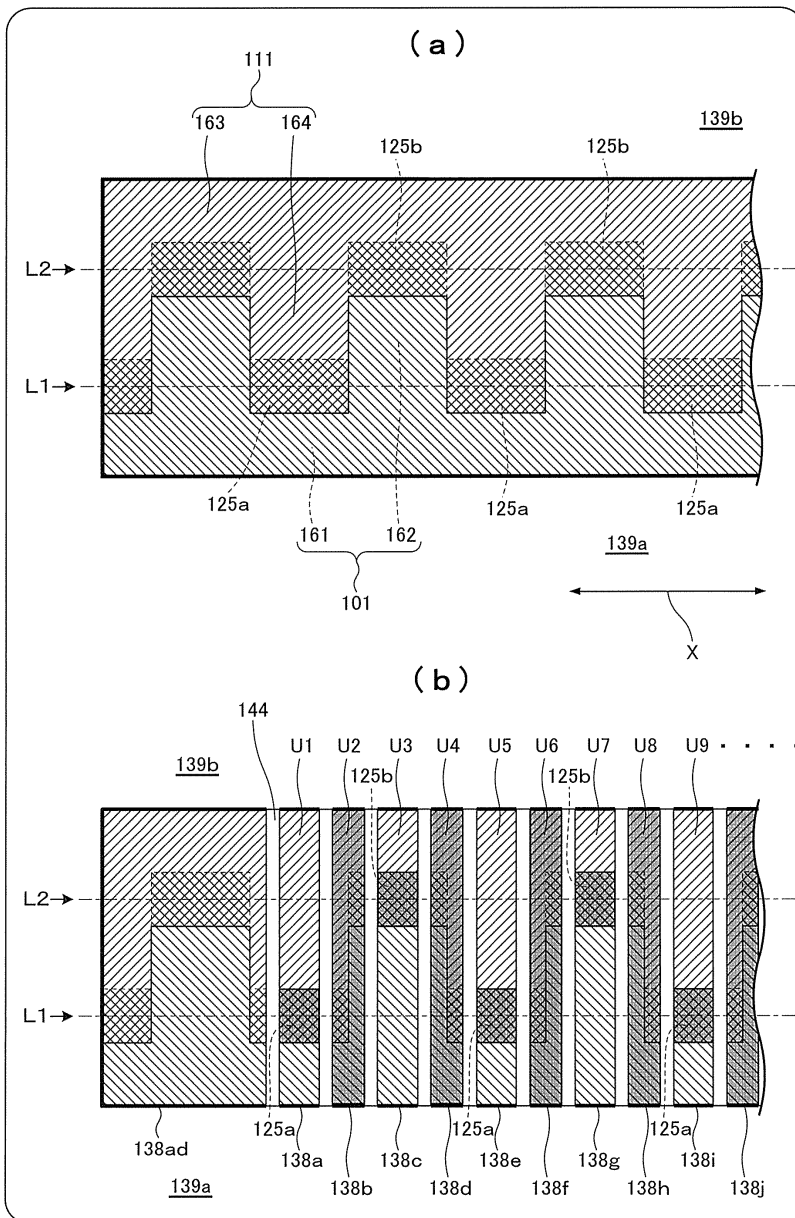 (a)
111
163 164
139b
125b 125b
L2
L1
125a 125a 125a
161 162
139a
101
X
(b)
144
U1 U2 U3 U4 U5 U6 U7 U8 U9 · · · ·
139b
125b 125b
L2
L1
125a 125a 125a
138ad 138a 138c 138e 138g 138i
139a
138b 138d 138f 138h 138j